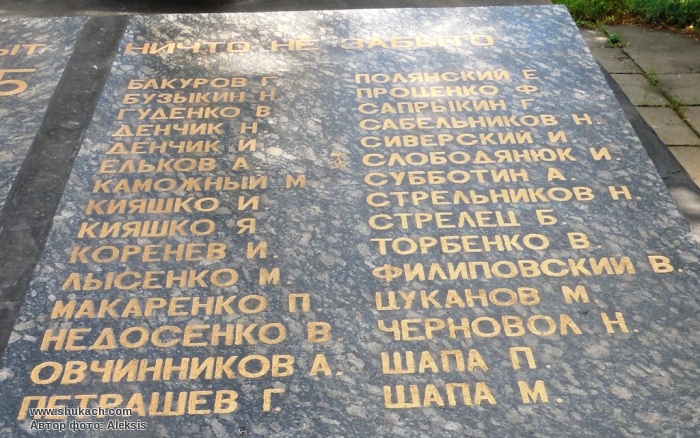 ЫТ
НИЧТО НЕ ЗАБЫТО
БАКУРОВ Г.
БУЗЫКИН Н.
ГУДЕНКО В.
ДЕНЧИК Н.
ДЕНЧИК И.
ЕЛЬКОВ А.
КАМОЖНЫЙ М.
КИЯШКО И.
КИЯШКО Я.
КОРЕНЕВ И.
ЛЫСЕНКО М.
МАКАРЕНКО П.
НЕДОСЕНКО В.
ОВЧИННИКОВ А.
ПЕТРАШЕВ Г.
ПОЛЯНСКИЙ Е.
ПРОЦЕНКО Ф.
САПРЫКИН Г.
САБЕЛЬНИКОВ Н.
СИВЕРСКИЙ И.
СЛОБОДЯНЮК И.
СУББОТИН А.
СТРЕЛЬНИКОВ Н.
СТРЕЛЕЦ Б.
ТОРБЕНКО В.
ФИЛИПОВСКИЙ В.
ЦУКАНОВ М.
ЧЕРНОВОЛ Н.
ШАПА П.
ШАПА М.
www.shukach.com
Автор фото: Aleksis